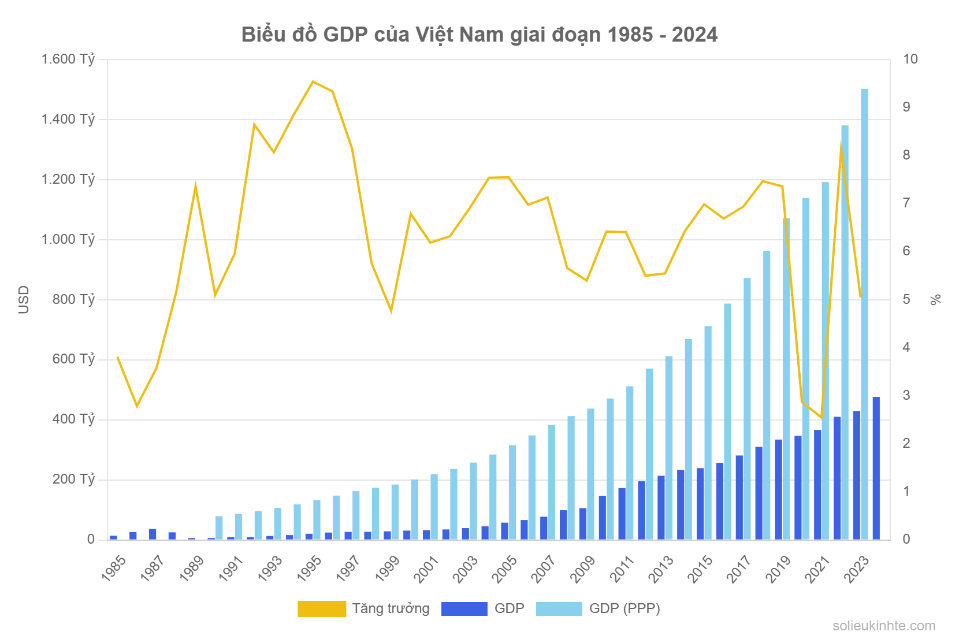 Biểu đồ GDP của Việt Nam giai đoạn 1985 - 2024
1.600 Tỷ
1.400 Tỷ
1.200 Tỷ
1.000 Tỷ
800 Tỷ
600 Tỷ
400 Tỷ
200 Tỷ
0
USD
10
9
8
7
6
5
4
3
2
1
0
%
1985 1987 1989 1991 1993 1995 1997 1999 2001 2003 2005 2007 2009 2011 2013 2015 2017 2019 2021 2023
Tăng trưởng GDP GDP (PPP)
solieukinhte.com